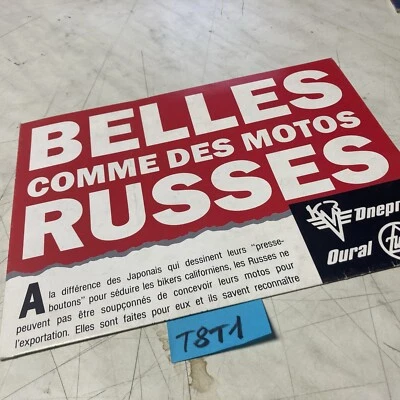 BELLES
COMME DES MOTOS
RUSSES
Dnepr
Oural
A la différence des Japonais qui dessinent leurs "presse-
boutons" pour séduire les bikers californiens, les Russes ne
peuvent pas être soupçonnés de concevoir leurs motos pour
l'exportation. Elles sont faites pour eux et ils savent reconnaître
T8T1